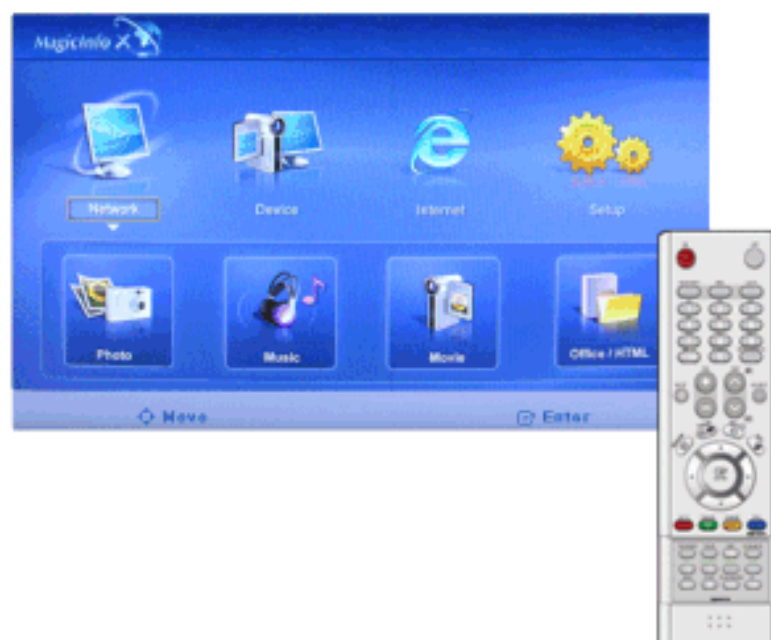 MagicInfo X
Network Device Internet Setup
Photo Music Movie Office / HTML
Move Enter